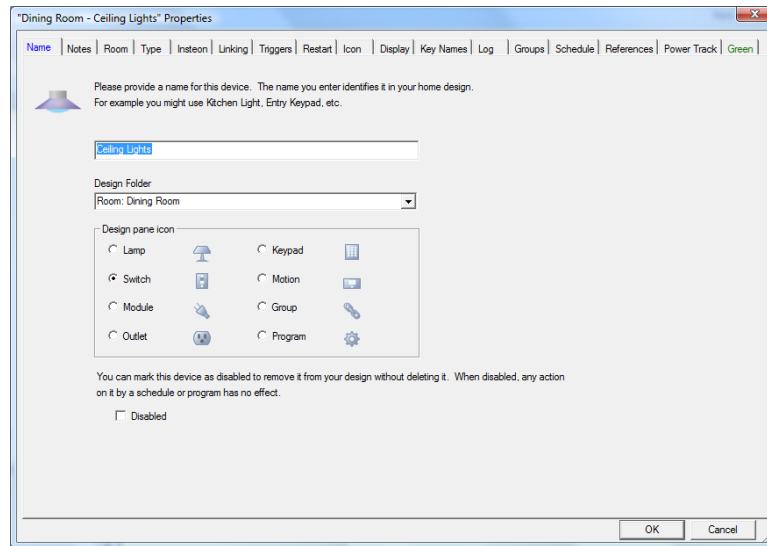 "Dining Room - Ceiling Lights" Properties
Name Notes Room Type Insteon Linking Triggers Restart Icon Display Key Names Log Groups Schedule References Power Track Green
Please provide a name for this device. The name you enter identifies it in your home design.
For example you might use Kitchen Light, Entry Keypad, etc.
Ceiling Lights
Design Folder
Room: Dining Room
Design pane icon
Lamp Keypad
Switch Motion
Module Group
Outlet Program
You can mark this device as disabled to remove it from your design without deleting it. When disabled, any action
on it by a schedule or program has no effect.
Disabled
OK Cancel